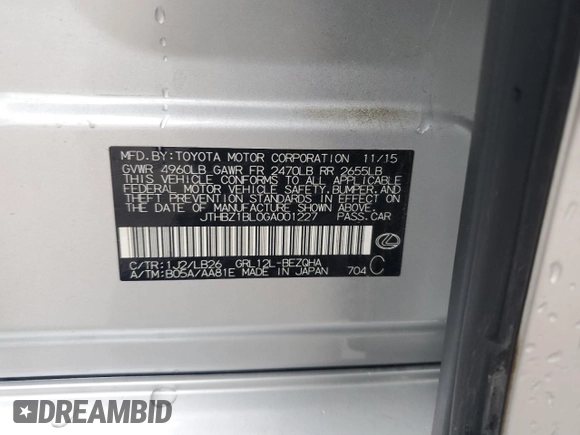 MFD.BY:TOYOTA MOTOR CORPORATION 11/15
GVWR 4960LB GAWR FR 2470LB RR 2655LB
THIS VEHICLE CONFORMS TO ALL APPLICABLE
FEDERAL MOTOR VEHICLE SAFETY,BUMPER,AND
THEFT PREVENTION STANDARDS IN EFFECT ON
THE DATE OF MANUFACTURE SHOWN ABOVE.
JTHBZ1BL0GA001227 PASS.CAR
C/TR:1J2/LB26 GRL12L-BEZQHA
A/TM:B05A/AA81E MADE IN JAPAN 704 C
DREAMBID